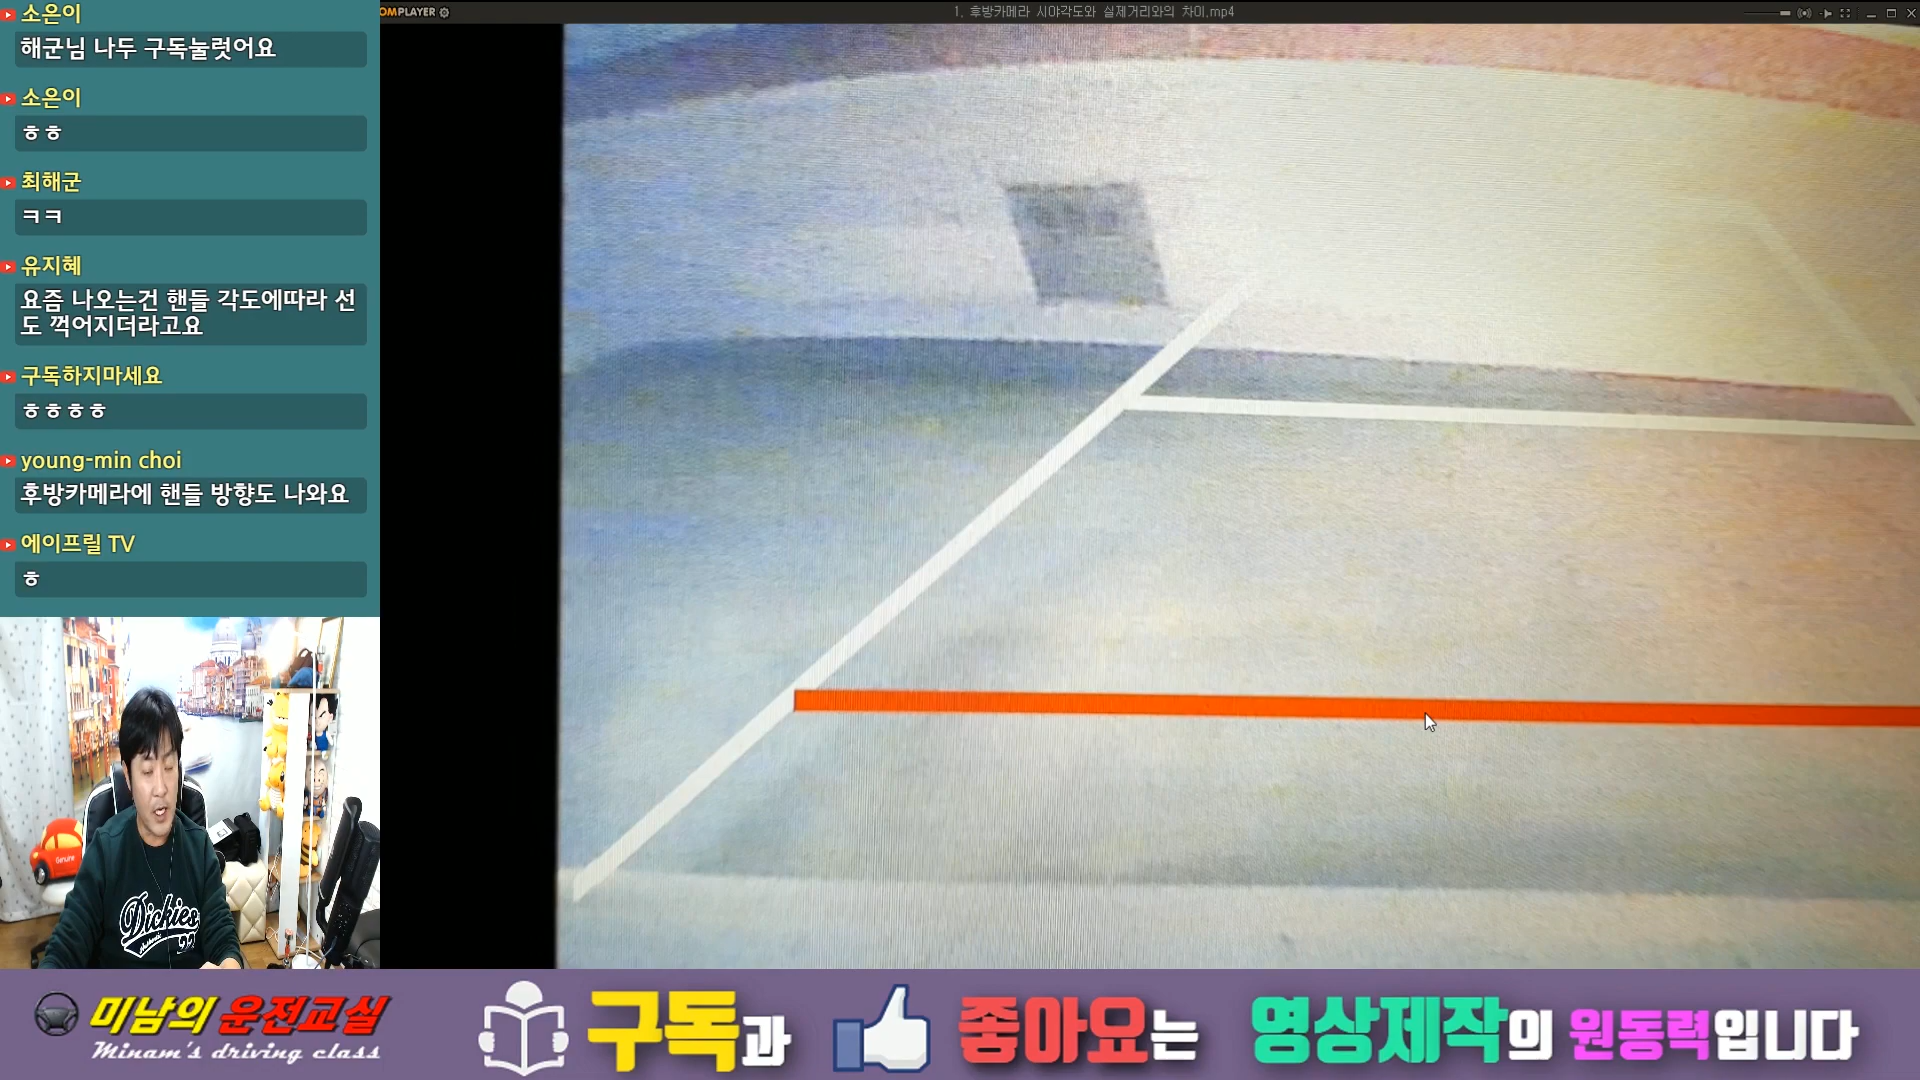 소은이
해군님 나두 구독눌럿어요
소은이
ㅎㅎ
최해군
ㅋㅋ
유지혜
요즘 나오는건 핸들 각도에따라 선
도 꺽어지더라고요
구독하지마세요
ㅎㅎㅎㅎ
young-min choi
후방카메라에 핸들 방향도 나와요
에이프릴 TV
ㅎ
OMPLAYER
1. 후방카메라 시야각도와 실제거리와의 차이.mp4
Genuine
Dickies
미남의 운전교실
Minam's driving class
구독과 좋아요는 영상제작의 원동력입니다